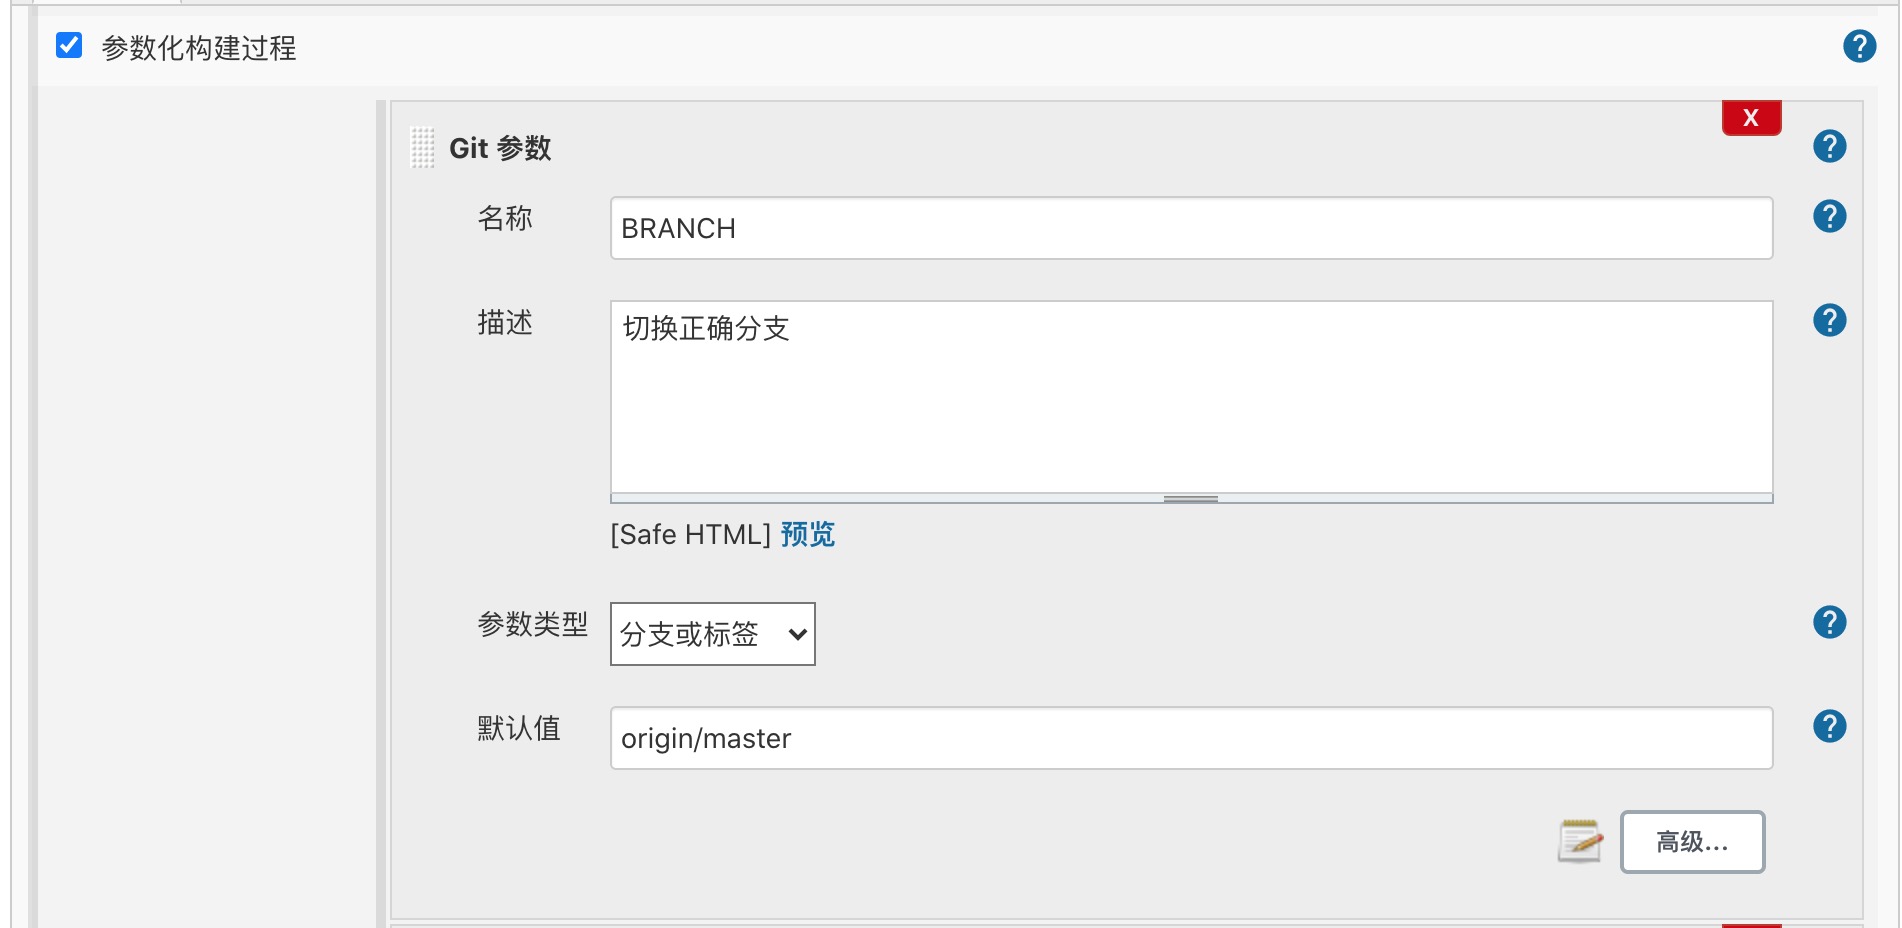 参数化构建过程
?
X
Git 参数
?
名称
BRANCH
?
描述
切换正确分支
?
[Safe HTML] 预览
参数类型
分支或标签
?
默认值
origin/master
?
高级...